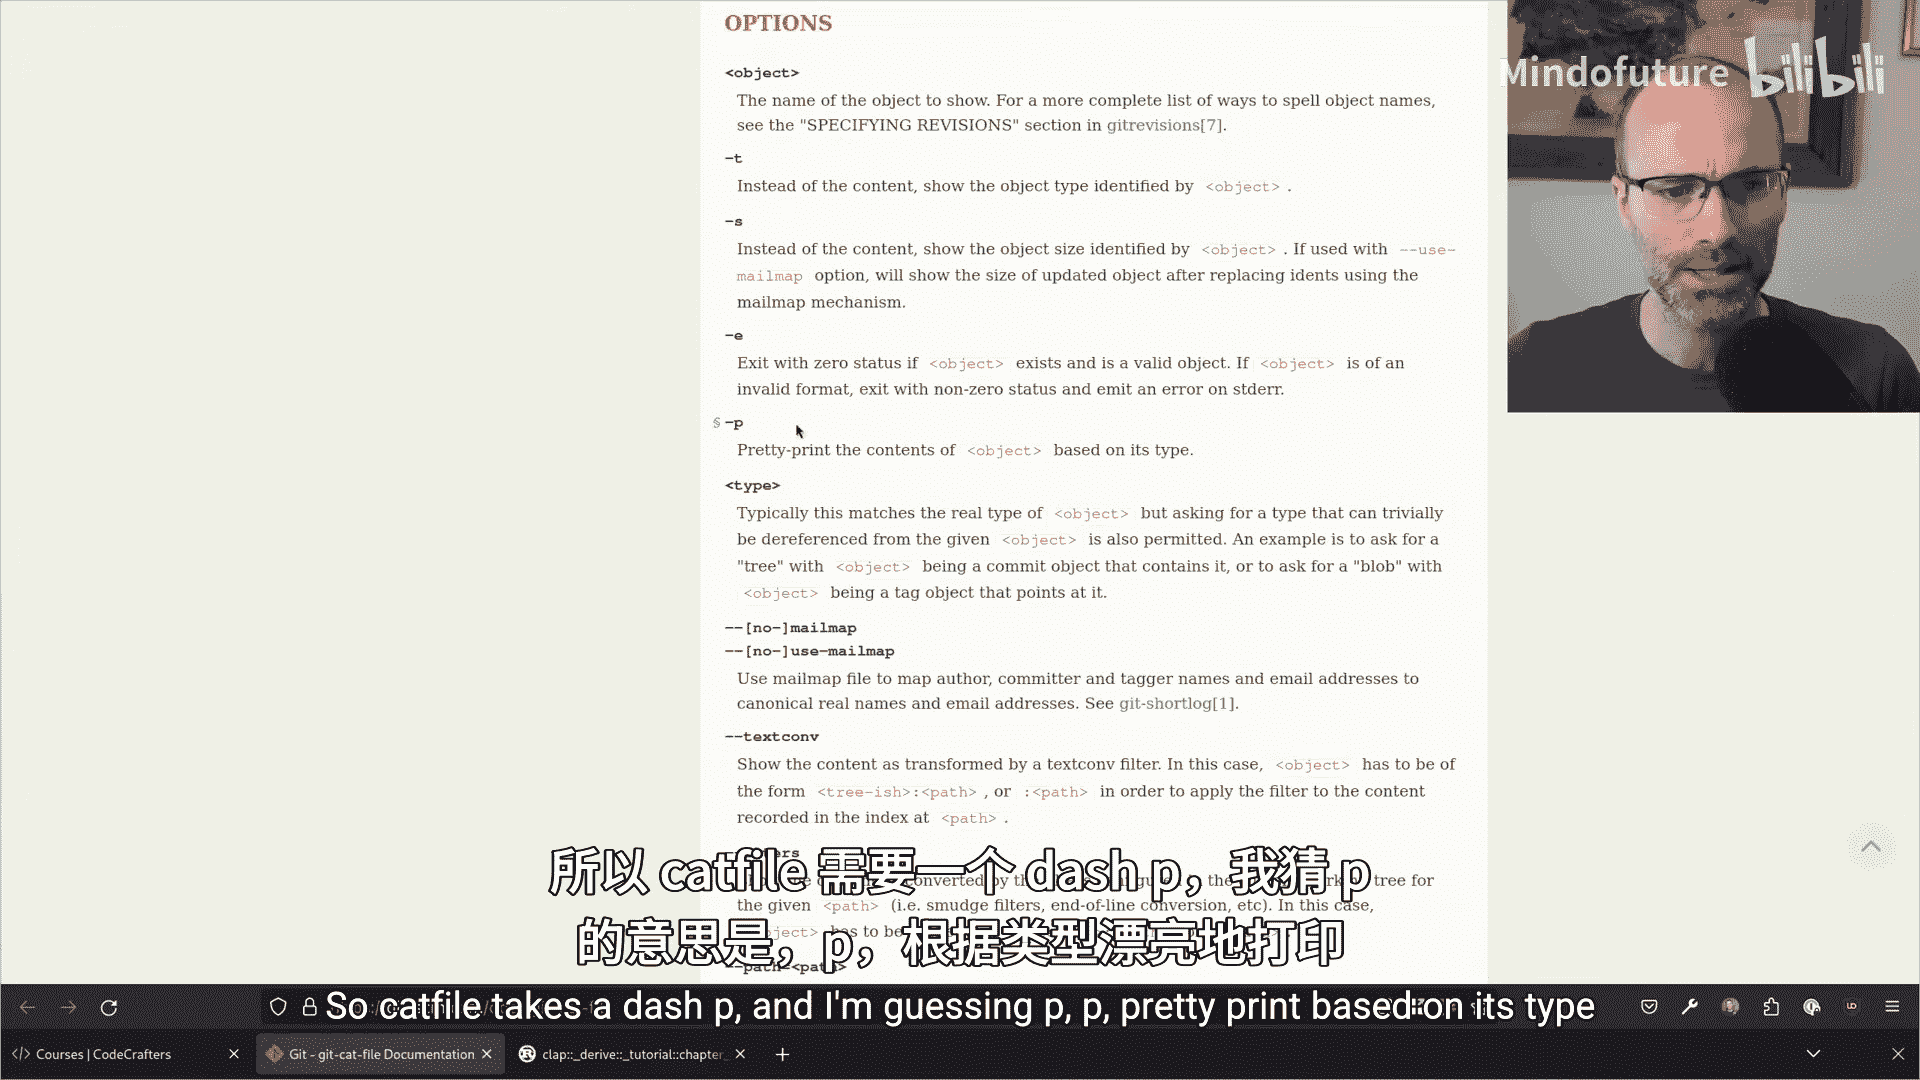 OPTIONS
<object>
The name of the object to show. For a more complete list of ways to spell object names,
see the "SPECIFYING REVISIONS" section in gitrevisions[7].
-t
Instead of the content, show the object type identified by <object> .
-s
Instead of the content, show the object size identified by <object> . If used with --use-
mailmap option, will show the size of updated object after replacing idents using the
mailmap mechanism.
-e
Exit with zero status if <object> exists and is a valid object. If <object> is of an
invalid format, exit with non-zero status and emit an error on stderr.
§ -p
Pretty-print the contents of <object> based on its type.
<type>
Typically this matches the real type of <object> but asking for a type that can trivially
be dereferenced from the given <object> is also permitted. An example is to ask for a
"tree" with <object> being a commit object that contains it, or to ask for a "blob" with
<object> being a tag object that points at it.
--[no-]mailmap
--[no-]use-mailmap
Use mailmap file to map author, committer and tagger names and email addresses to
canonical real names and email addresses. See git-shortlog[1].
--textconv
Show the content as transformed by a textconv filter. In this case, <object> has to be of
the form <tree-ish>:<path> , or :<path> in order to apply the filter to the content
recorded in the index at <path> .
converted by
tree for
the given <path> (i.e. smudge filters, end-of-line conversion, etc). In this case,
has to be
--path=<path>
Mindofuture bilibili
所以 catfile 需要一个 dash p，我猜 p
的意思是，p，根据类型漂亮地打印
So catfile takes a dash p, and I'm guessing p, p, pretty print based on its type
Courses | CodeCrafters
Git - git-cat-file Documentation
clap::_derive::_tutorial::chapter_